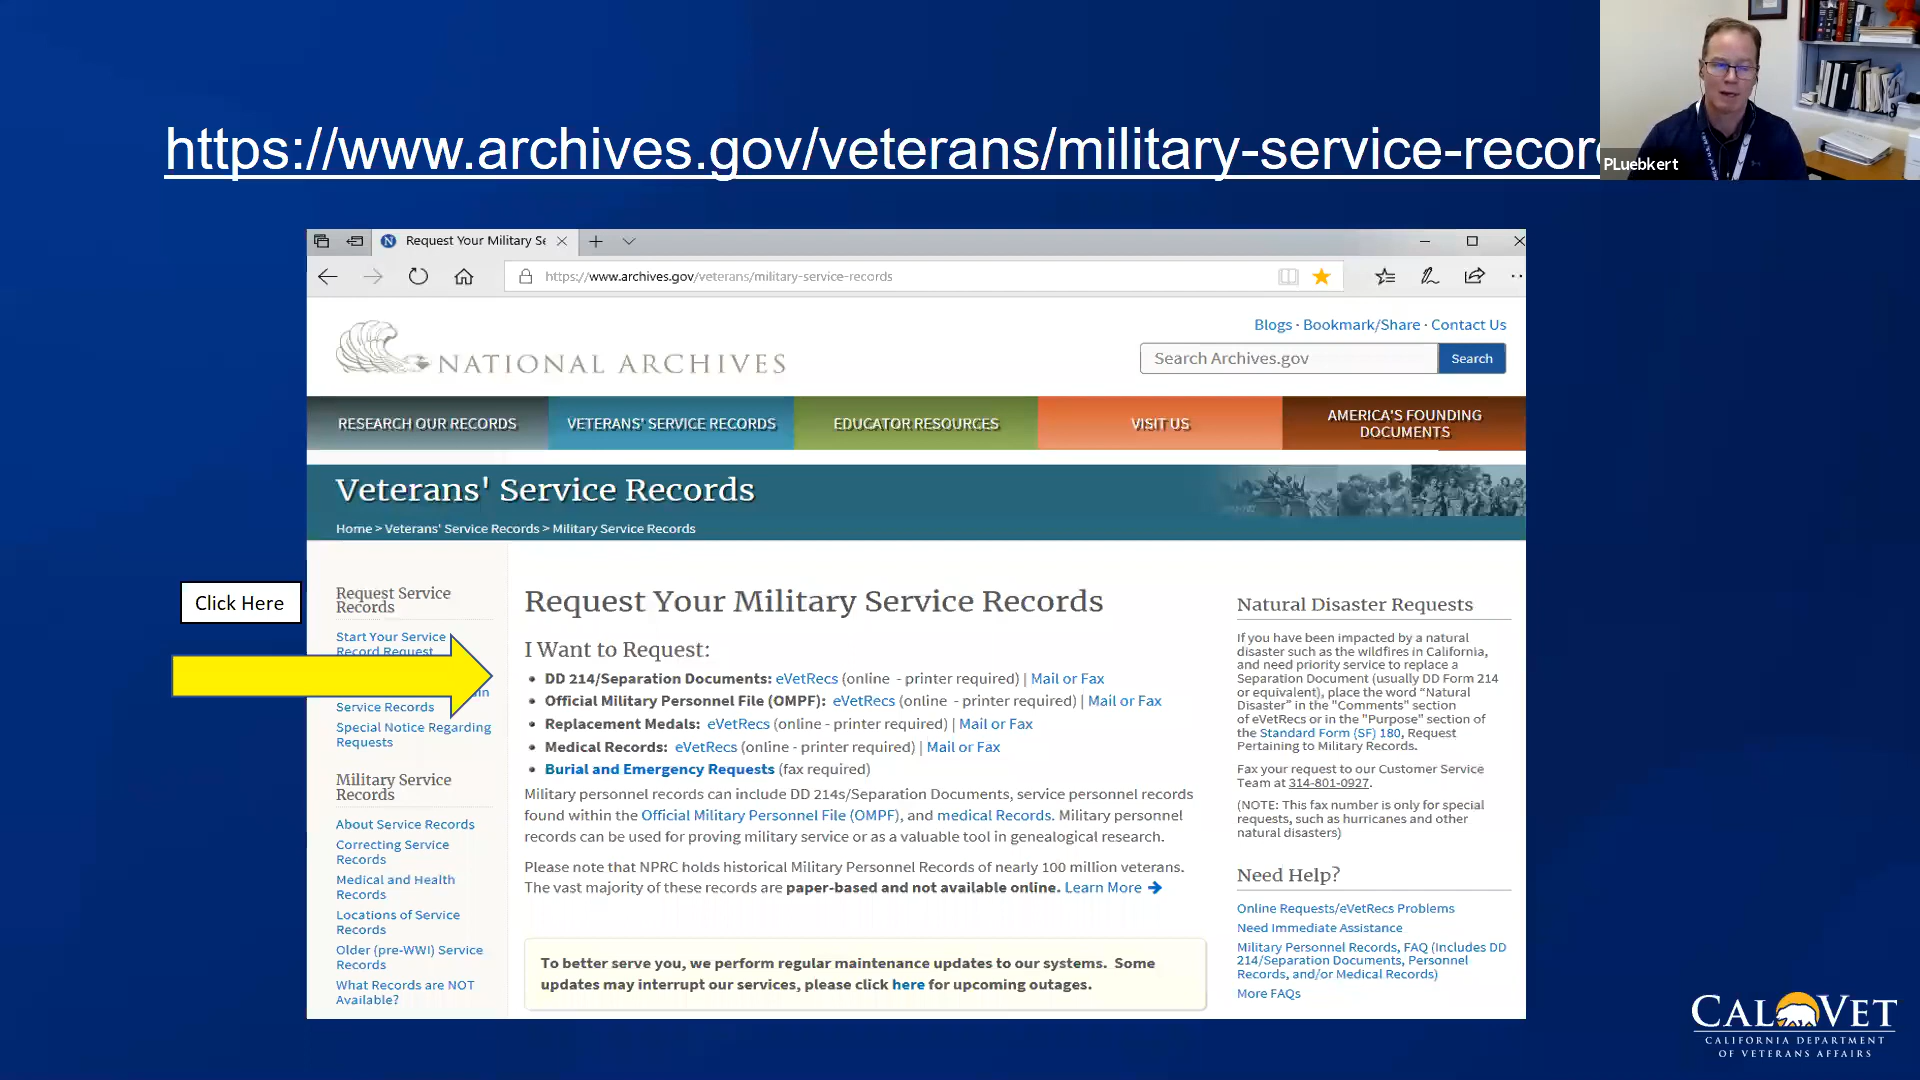 https://www.archives.gov/veterans/military-service-recor
PLuebkert
Request Your Military Se
https://www.archives.gov/veterans/military-service-records
Blogs · Bookmark/Share · Contact Us
NATIONAL ARCHIVES
Search Archives.gov
Search
RESEARCH OUR RECORDS
VETERANS' SERVICE RECORDS
EDUCATOR RESOURCES
VISIT US
AMERICA'S FOUNDING
DOCUMENTS
Veterans' Service Records
Home > Veterans' Service Records > Military Service Records
Click Here
Request Service
Records
Start Your Service
Record Request
Service Records
Special Notice Regarding
Requests
Military Service
Records
About Service Records
Correcting Service
Records
Medical and Health
Records
Locations of Service
Records
Older (pre-WWI) Service
Records
What Records are NOT
Available?
Request Your Military Service Records
I Want to Request:
• DD 214/Separation Documents: eVetRecs (online - printer required) | Mail or Fax
• Official Military Personnel File (OMPF): eVetRecs (online - printer required) | Mail or Fax
• Replacement Medals: eVetRecs (online - printer required) | Mail or Fax
• Medical Records: eVetRecs (online - printer required) | Mail or Fax
• Burial and Emergency Requests (fax required)
Military personnel records can include DD 214s/Separation Documents, service personnel records
found within the Official Military Personnel File (OMPF), and medical Records. Military personnel
records can be used for proving military service or as a valuable tool in genealogical research.
Please note that NPRC holds historical Military Personnel Records of nearly 100 million veterans.
The vast majority of these records are paper-based and not available online. Learn More
To better serve you, we perform regular maintenance updates to our systems. Some
updates may interrupt our services, please click here for upcoming outages.
Natural Disaster Requests
If you have been impacted by a natural
disaster such as the wildfires in California,
and need priority service to replace a
Separation Document (usually DD Form 214
or equivalent), place the word “Natural
Disaster” in the "Comments" section
of eVetRecs or in the "Purpose" section of
the Standard Form (SF) 180, Request
Pertaining to Military Records.
Fax your request to our Customer Service
Team at 314-801-0927.
(NOTE: This fax number is only for special
requests, such as hurricanes and other
natural disasters)
Need Help?
Online Requests/eVetRecs Problems
Need Immediate Assistance
Military Personnel Records, FAQ (Includes DD
214/Separation Documents, Personnel
Records, and/or Medical Records)
More FAQs
CALVET
CALIFORNIA DEPARTMENT
OF VETERANS AFFAIRS